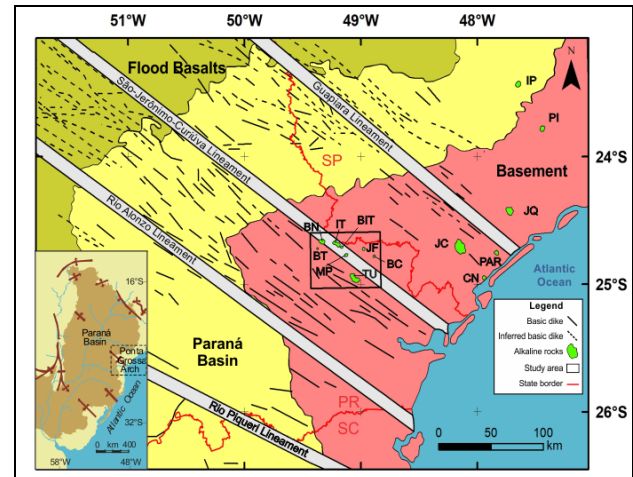 51°W
50°W
49°W
48°W
Flood Basalts
São-Jerônimo-Curiúva Lineament
Guapiara Lineament
N
IP
PI
SP
24°S
Rio Alonzo Lineament
Basement
BN
IT
BIT
JQ
JC
JF
PAR
BT
BC
CN
MP
TU
25°S
Atlantic
Ocean
16°S
Paraná
Basin
Ponta
Grossa
Arch
Atlantic Ocean
32°S
0 km 400
58°W
48°W
Paraná
Basin
Rio Piqueri Lineament
PR
SC
26°S
Legend
Basic dike
Inferred basic dike
Alkaline rocks
Study area
State border
0
50
100
km